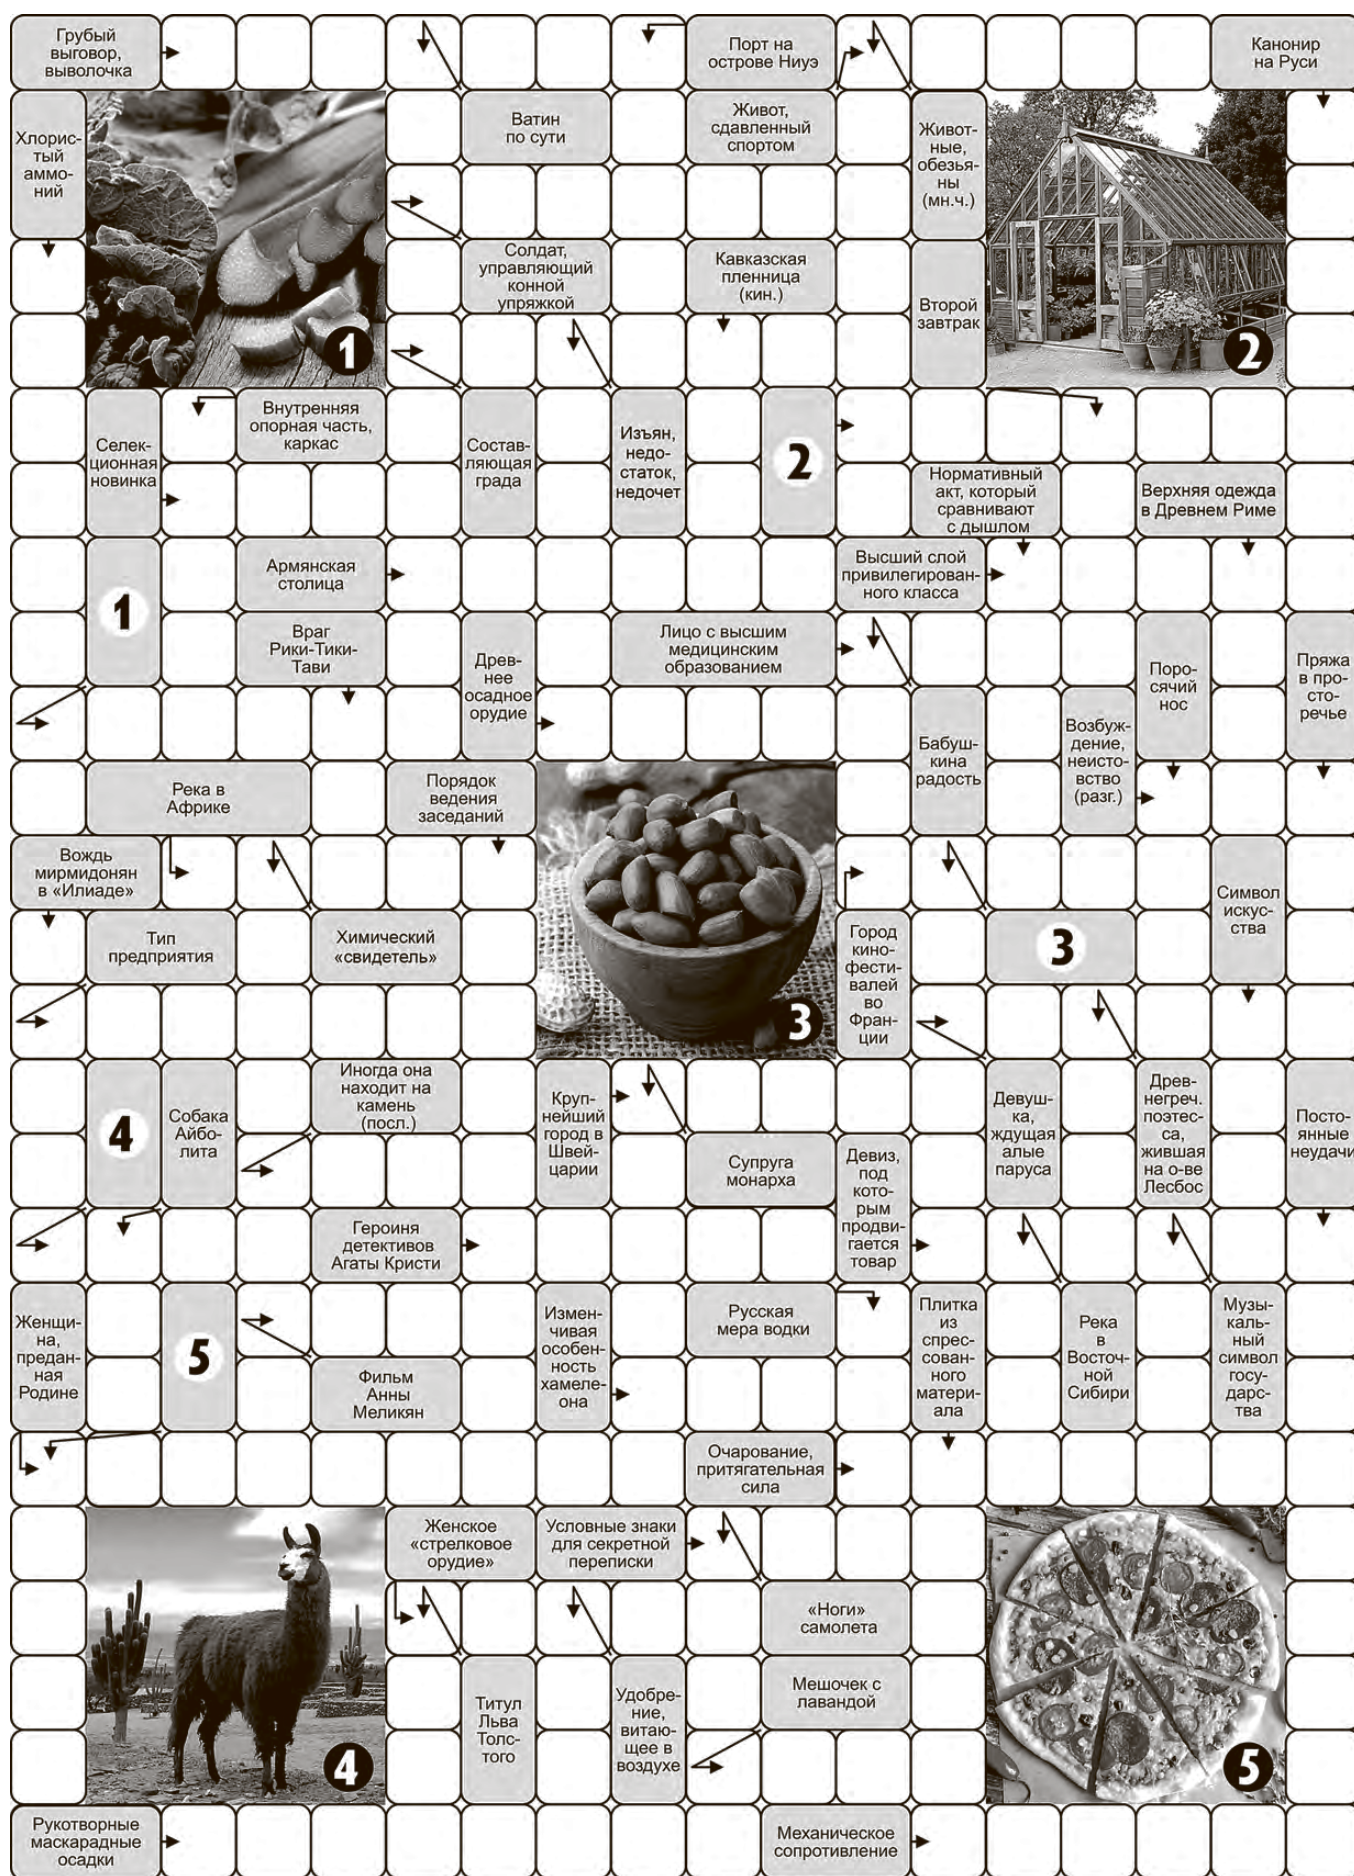 Грубый
выговор,
выволочка
Порт на
острове Ниуэ
Канонир
на Руси
Хлорис-
тый
аммо-
ний
Ватин
по сути
Живот,
сдавленный
спортом
Живот-
ные,
обезья-
ны
(мн.ч.)
Солдат,
управляющий
конной
упряжкой
Кавказская
пленница
(кин.)
Второй
завтрак
1
2
Селек-
ционная
новинка
Внутренняя
опорная часть,
каркас
Состав-
ляющая
града
Изъян,
недо-
статок,
недочет
2
Нормативный
акт, который
сравнивают
с дышлом
Верхняя одежда
в Древнем Риме
1
Армянская
столица
Высший слой
привилегирован-
ного класса
Враг
Рики-Тики-
Тави
Древ-
нее
осадное
орудие
Лицо с высшим
медицинским
образованием
Поро-
сячий
нос
Пряжа
в про-
сто-
речье
Бабуш-
кина
радость
Возбуж-
дение,
неистов-
ство
(разг.)
Река в
Африке
Порядок
ведения
заседаний
Вождь
мирмидонян
в «Илиаде»
Символ
искус-
ства
Тип
предприятия
Химический
«свидетель»
3
Город
кино-
фести-
валей
во
Фран-
ции
3
4
Собака
Айбо-
лита
Иногда она
находит на
камень
(посл.)
Круп-
нейший
город в
Швей-
царии
Девуш-
ка,
ждущая
алые
паруса
Древ-
негреч.
поэтес-
са,
жившая
на о-ве
Лесбос
Посто-
янные
неудачи
Супруга
монарха
Девиз,
под
кото-
рым
продви-
гается
товар
Героиня
детективов
Агаты Кристи
Женщи-
на,
предан-
ная
Родине
5
Измен-
чивая
особен-
ность
хамеле-
она
Русская
мера водки
Плитка
из
спрес-
сован-
ного
матери-
ала
Река
в
Восточ-
ной
Сибири
Музы-
каль-
ный
символ
госу-
дарс-
тва
Фильм
Анны
Меликян
Очарование,
притягательная
сила
Женское
«стрелковое
орудие»
Условные знаки
для секретной
переписки
«Ноги»
самолета
Титул
Льва
Толс-
того
Удобре-
ние,
витаю-
щее в
воздухе
Мешочек с
лавандой
4
5
Рукотворные
маскарадные
осадки
Механическое
сопротивление